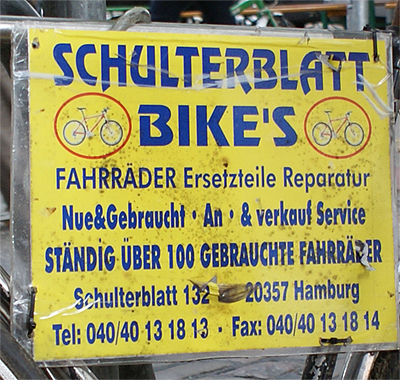 SCHULTERBLATT
BIKE'S
FAHRRÄDER Ersetzteile Reparatur
Nue&Gebraucht · An · & verkauf Service
STÄNDIG ÜBER 100 GEBRAUCHTE FAHRRÄDER
Schulterblatt 132 20357 Hamburg
Tel: 040/40 13 18 13 · Fax: 040/40 13 18 14